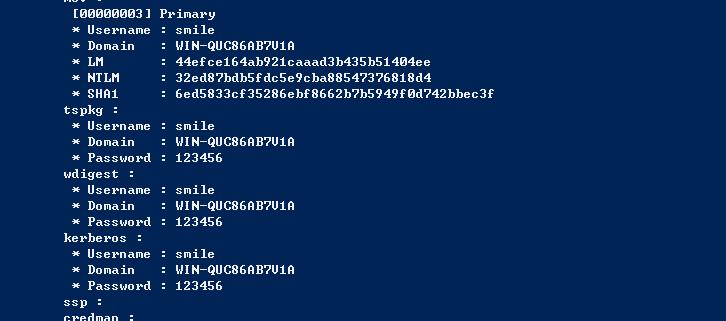 msv :
[00000003] Primary
* Username : smile
* Domain : WIN-QUC86AB7V1A
* LM : 44efce164ab921caaad3b435b51404ee
* NTLM : 32ed87bdb5fdc5e9cba88547376818d4
* SHA1 : 6ed5833cf35286ebf8662b7b5949f0d742bbec3f
tspkg :
* Username : smile
* Domain : WIN-QUC86AB7V1A
* Password : 123456
wdigest :
* Username : smile
* Domain : WIN-QUC86AB7V1A
* Password : 123456
kerberos :
* Username : smile
* Domain : WIN-QUC86AB7V1A
* Password : 123456
ssp :
credman :